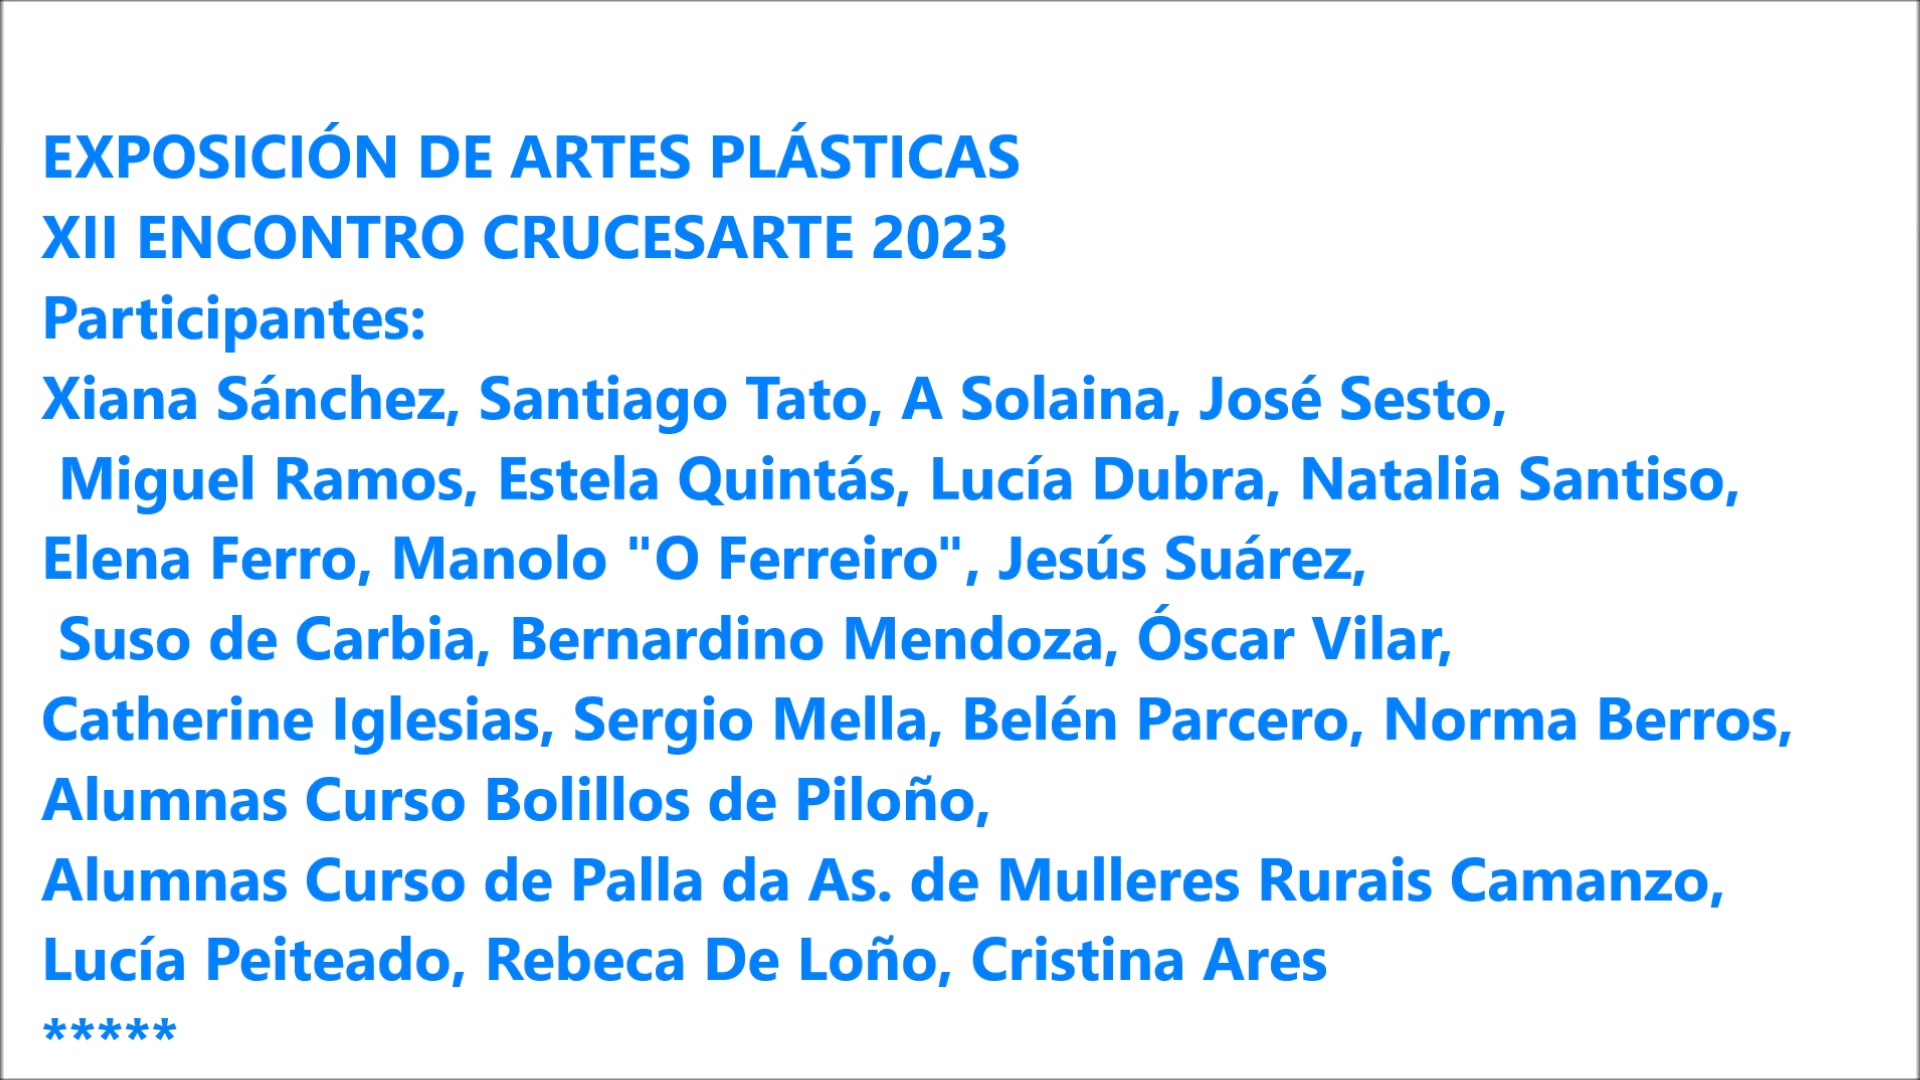 EXPOSICIÓN DE ARTES PLÁSTICAS
XII ENCONTRO CRUCESARTE 2023
Participantes:
Xiana Sánchez, Santiago Tato, A Solaina, José Sesto,
Miguel Ramos, Estela Quintás, Lucía Dubra, Natalia Santiso,
Elena Ferro, Manolo "O Ferreiro", Jesús Suárez,
Suso de Carbia, Bernardino Mendoza, Óscar Vilar,
Catherine Iglesias, Sergio Mella, Belén Parcero, Norma Berros,
Alumnas Curso Bolillos de Piloño,
Alumnas Curso de Palla da As. de Mulleres Rurais Camanzo,
Lucía Peiteado, Rebeca De Loño, Cristina Ares
*****